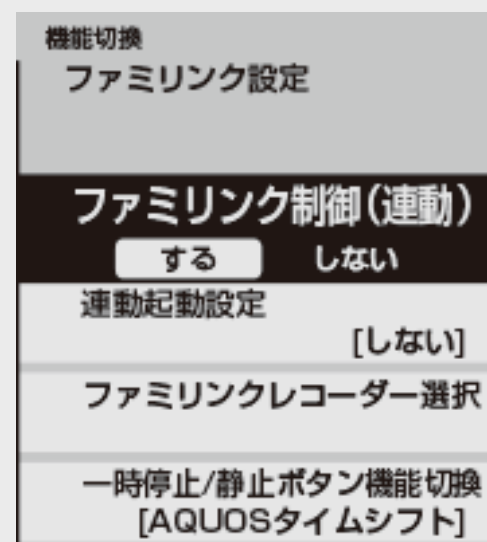 機能切換
ファミリンク設定
ファミリンク制御(連動)
する しない
連動起動設定
[しない]
ファミリンクレコーダー選択
一時停止/静止ボタン機能切換
[AQUOSタイムシフト]